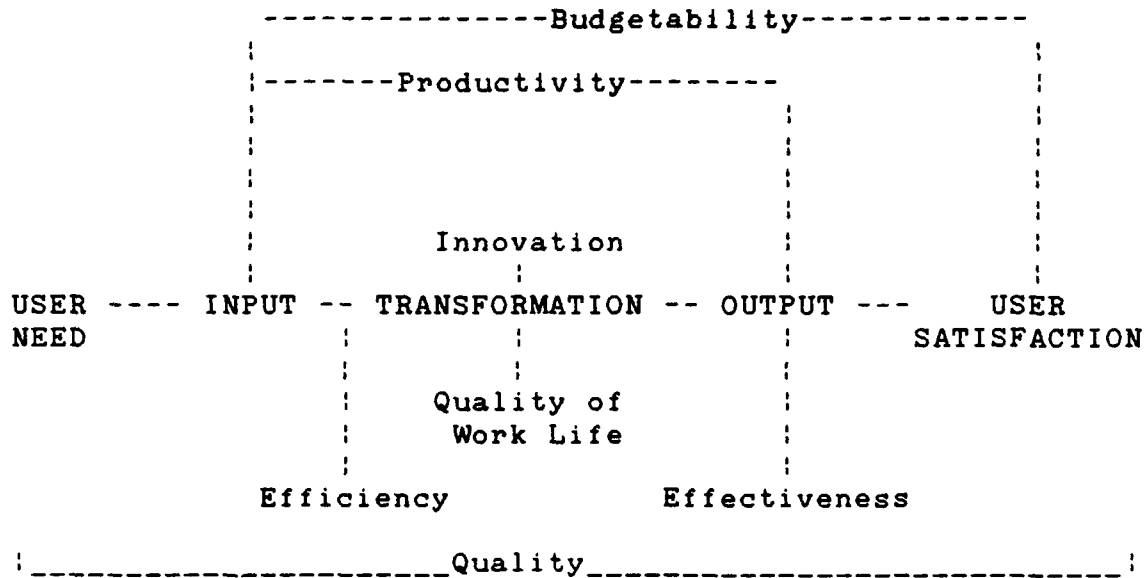 ---------------Budgetability------------
-------Productivity--------
Innovation
USER ---- INPUT -- TRANSFORMATION -- OUTPUT --- USER
NEED SATISFACTION
Quality of
Work Life
Efficiency Effectiveness
Quality